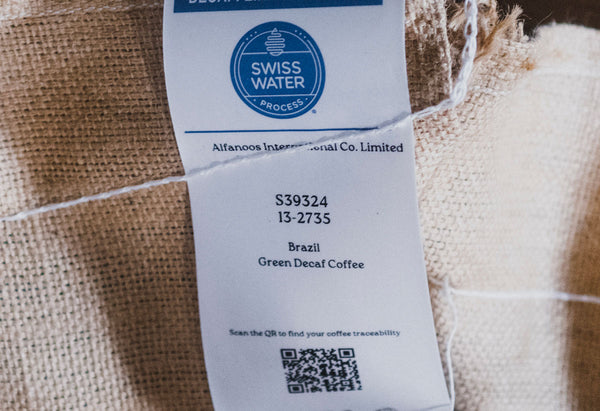 SWISS
WATER
PROCESS
®
Alfanoos International Co. Limited
S39324
13-2735
Brazil
Green Decaf Coffee
Scan the QR to find your coffee traceability